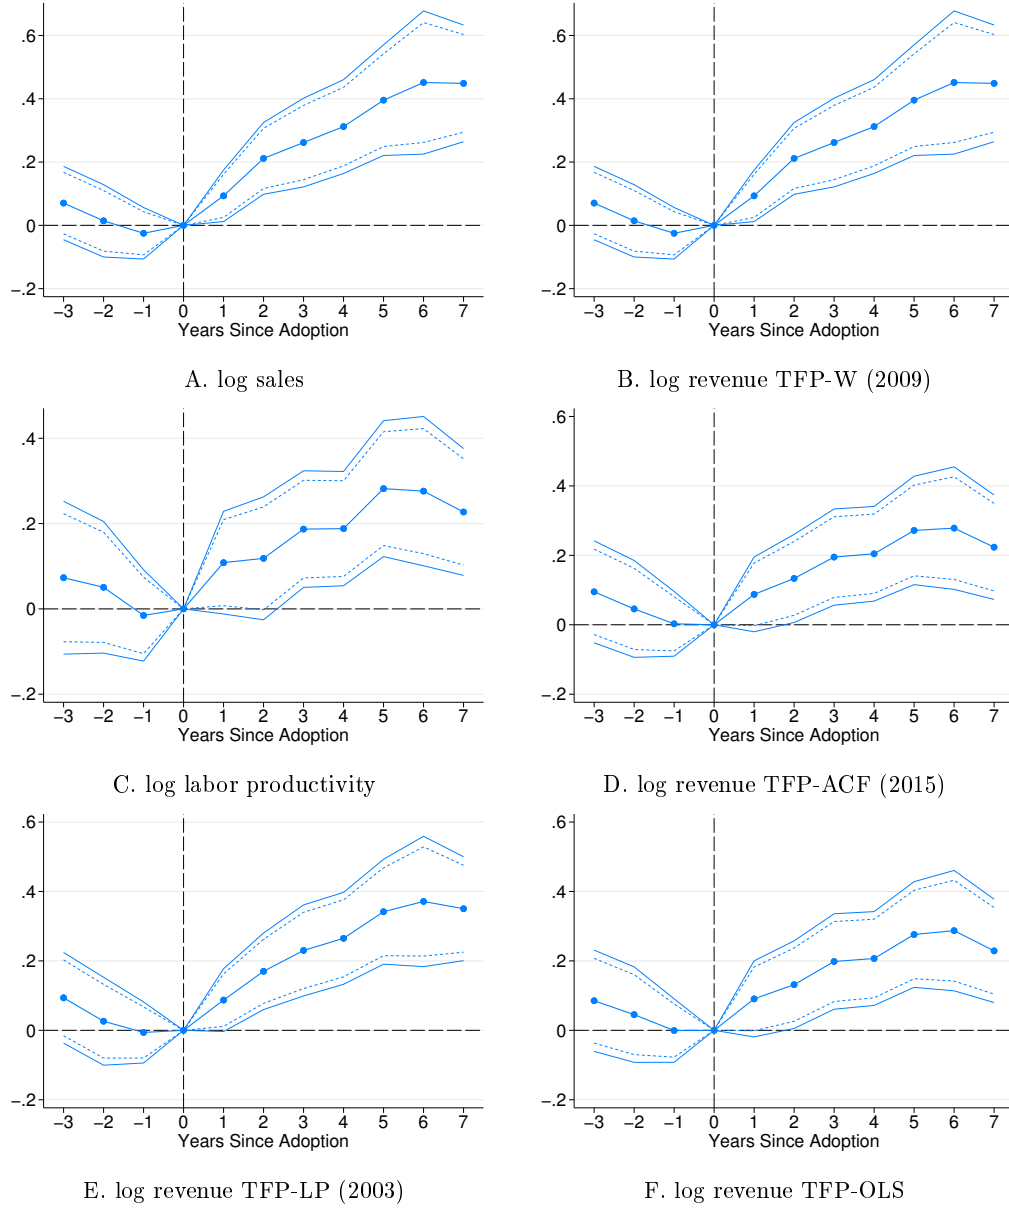 .6
.4
.2
0
−.2
−3 −2 −1 0 1 2 3 4 5 6 7
Years Since Adoption
A. log sales
.6
.4
.2
0
−.2
−3 −2 −1 0 1 2 3 4 5 6 7
Years Since Adoption
B. log revenue TFP-W (2009)
.4
.2
0
−.2
−3 −2 −1 0 1 2 3 4 5 6 7
Years Since Adoption
C. log labor productivity
.6
.4
.2
0
−.2
−3 −2 −1 0 1 2 3 4 5 6 7
Years Since Adoption
D. log revenue TFP-ACF (2015)
.6
.4
.2
0
−.2
−3 −2 −1 0 1 2 3 4 5 6 7
Years Since Adoption
E. log revenue TFP-LP (2003)
.6
.4
.2
0
−.2
−3 −2 −1 0 1 2 3 4 5 6 7
Years Since Adoption
F. log revenue TFP-OLS